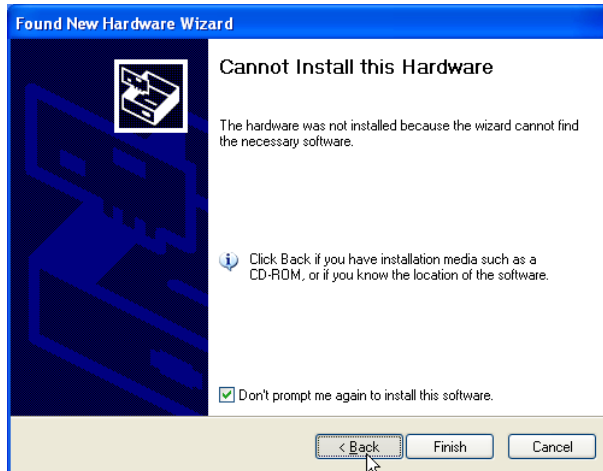 Found New Hardware Wizard
Cannot Install this Hardware
The hardware was not installed because the wizard cannot find
the necessary software.
Click Back if you have installation media such as a
CD-ROM, or if you know the location of the software.
Don't prompt me again to install this software.
< Back
Finish
Cancel